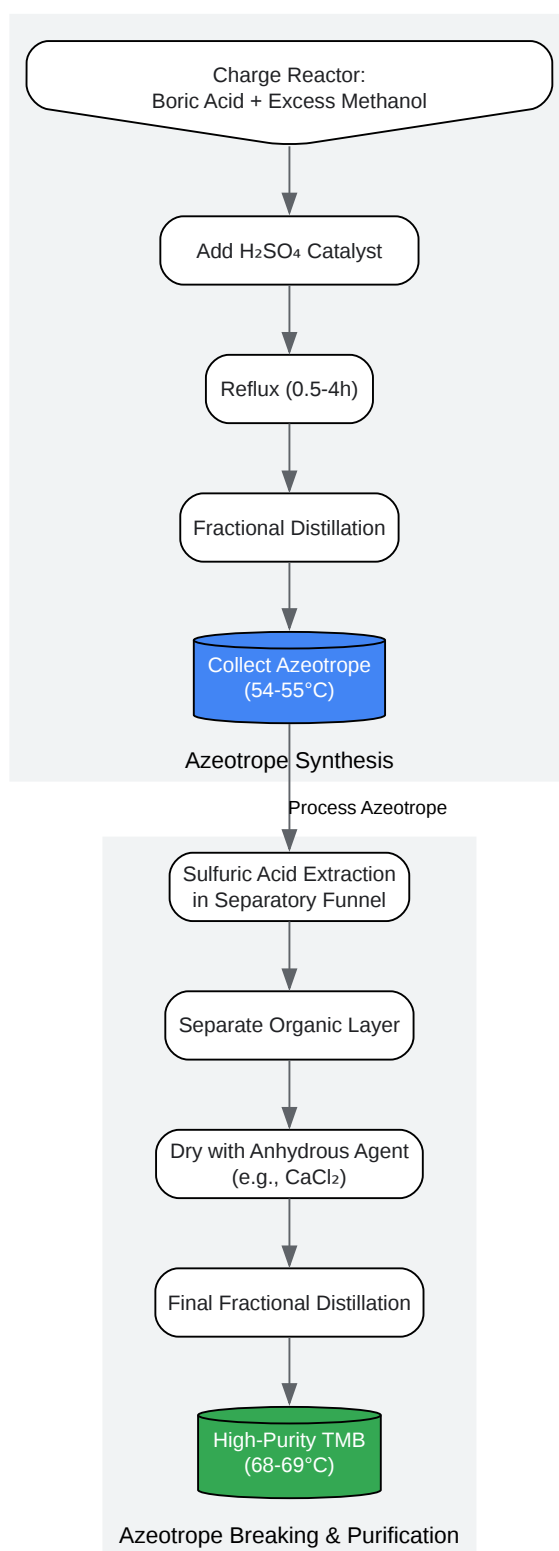 Charge Reactor:
Boric Acid + Excess Methanol
Add H₂SO₄ Catalyst
Reflux (0.5-4h)
Fractional Distillation
Collect Azeotrope
(54-55°C)
Azeotrope Synthesis
Process Azeotrope
Sulfuric Acid Extraction
in Separatory Funnel
Separate Organic Layer
Dry with Anhydrous Agent
(e.g., CaCl₂)
Final Fractional Distillation
High-Purity TMB
(68-69°C)
Azeotrope Breaking & Purification